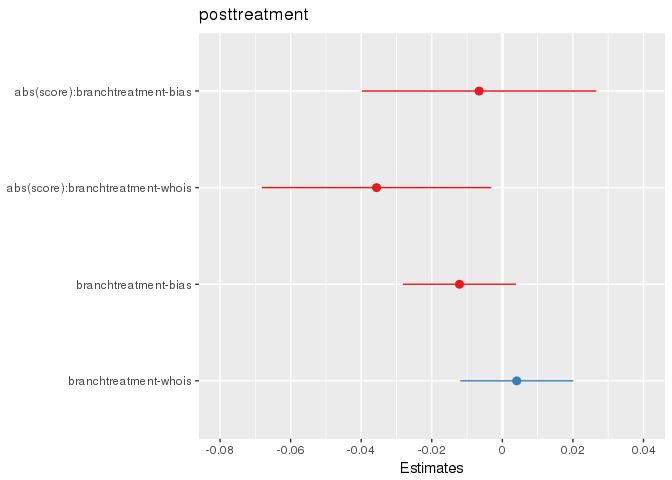 posttreatment
abs(score):branchtreatment-bias
abs(score):branchtreatment-whois
branchtreatment-bias
branchtreatment-whois
-0.08 -0.06 -0.04 -0.02 0 0.02 0.04
Estimates